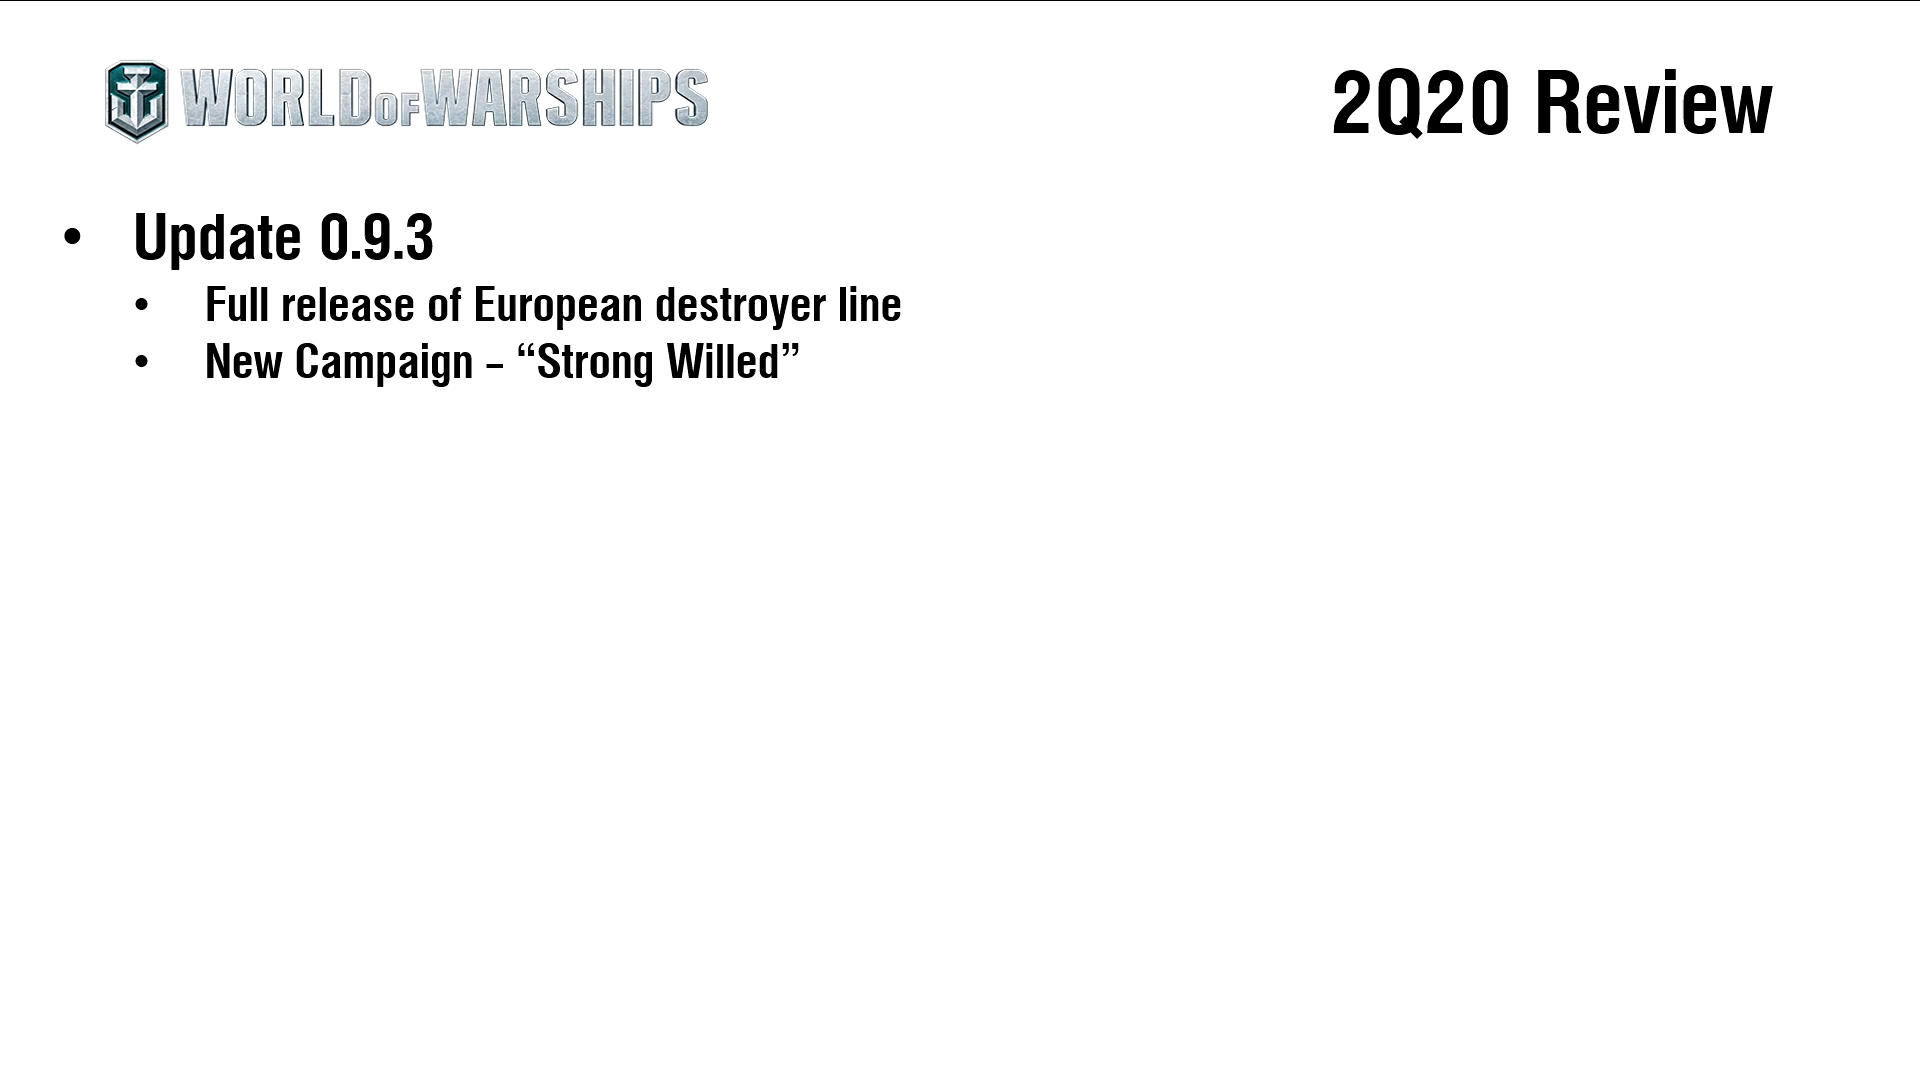 WORLD OF WARSHIPS
2Q20 Review
• Update 0.9.3
• Full release of European destroyer line
• New Campaign – “Strong Willed”